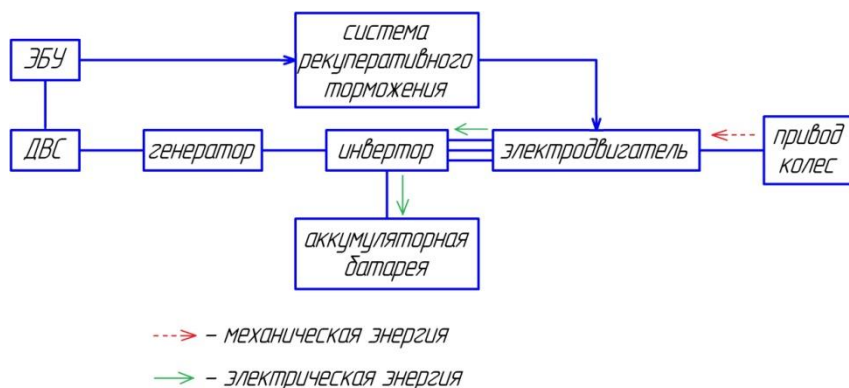 ЭБУ
система
рекуперативного
торможения
ДВС
генератор
инвертор
электродвигатель
привод
колес
аккумуляторная
батарея
– механическая энергия
– электрическая энергия